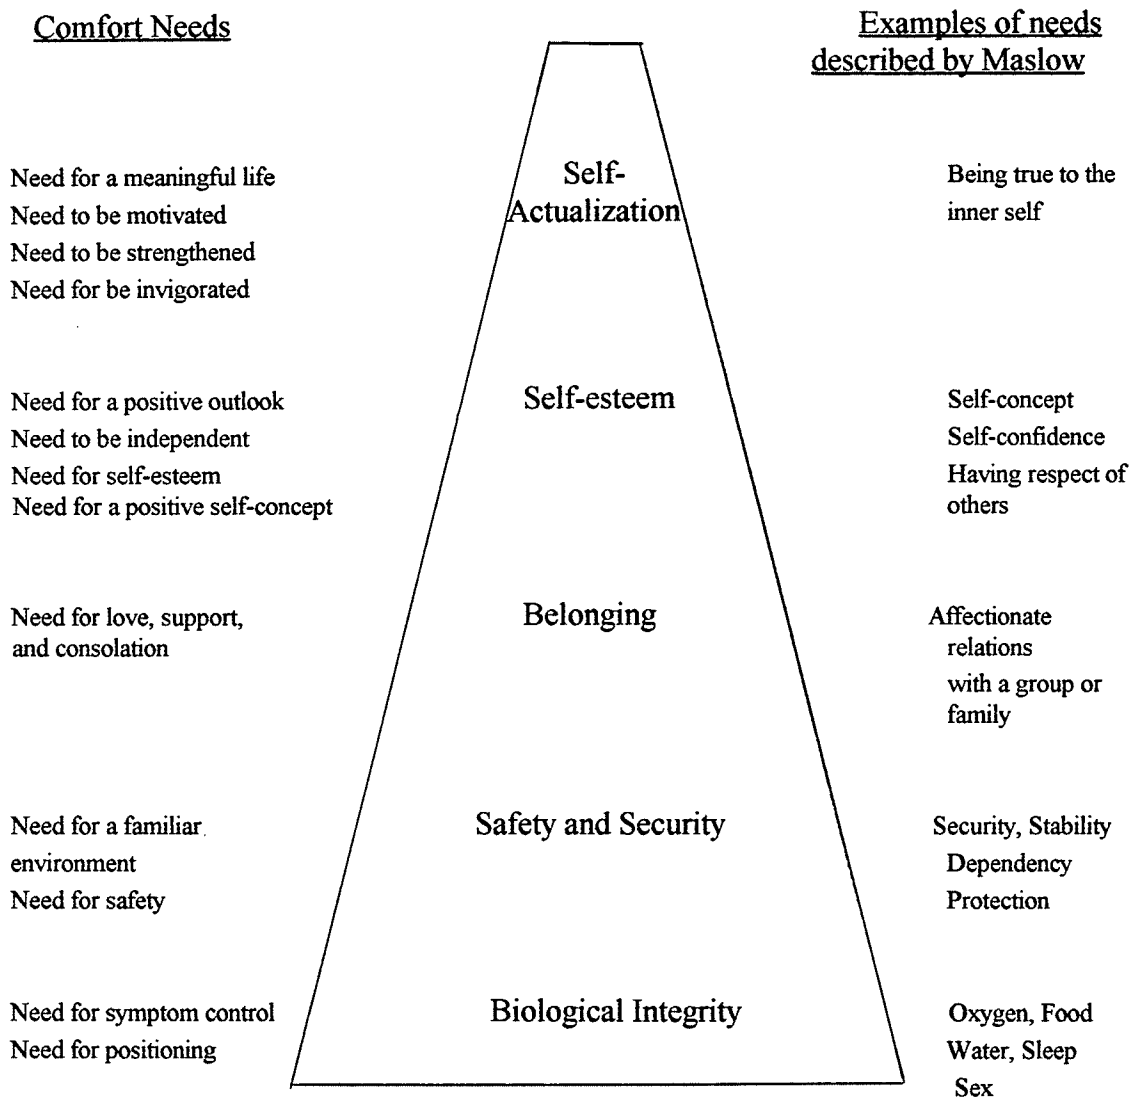 Comfort Needs
Examples of needs
described by Maslow
Need for a meaningful life
Need to be motivated
Need to be strengthened
Need for be invigorated
Self-
Actualization
Being true to the
inner self
Need for a positive outlook
Need to be independent
Need for self-esteem
Need for a positive self-concept
Self-esteem
Self-concept
Self-confidence
Having respect of
others
Need for love, support,
and consolation
Belonging
Affectionate
relations
with a group or
family
Need for a familiar
environment
Need for safety
Safety and Security
Security, Stability
Dependency
Protection
Need for symptom control
Need for positioning
Biological Integrity
Oxygen, Food
Water, Sleep
Sex